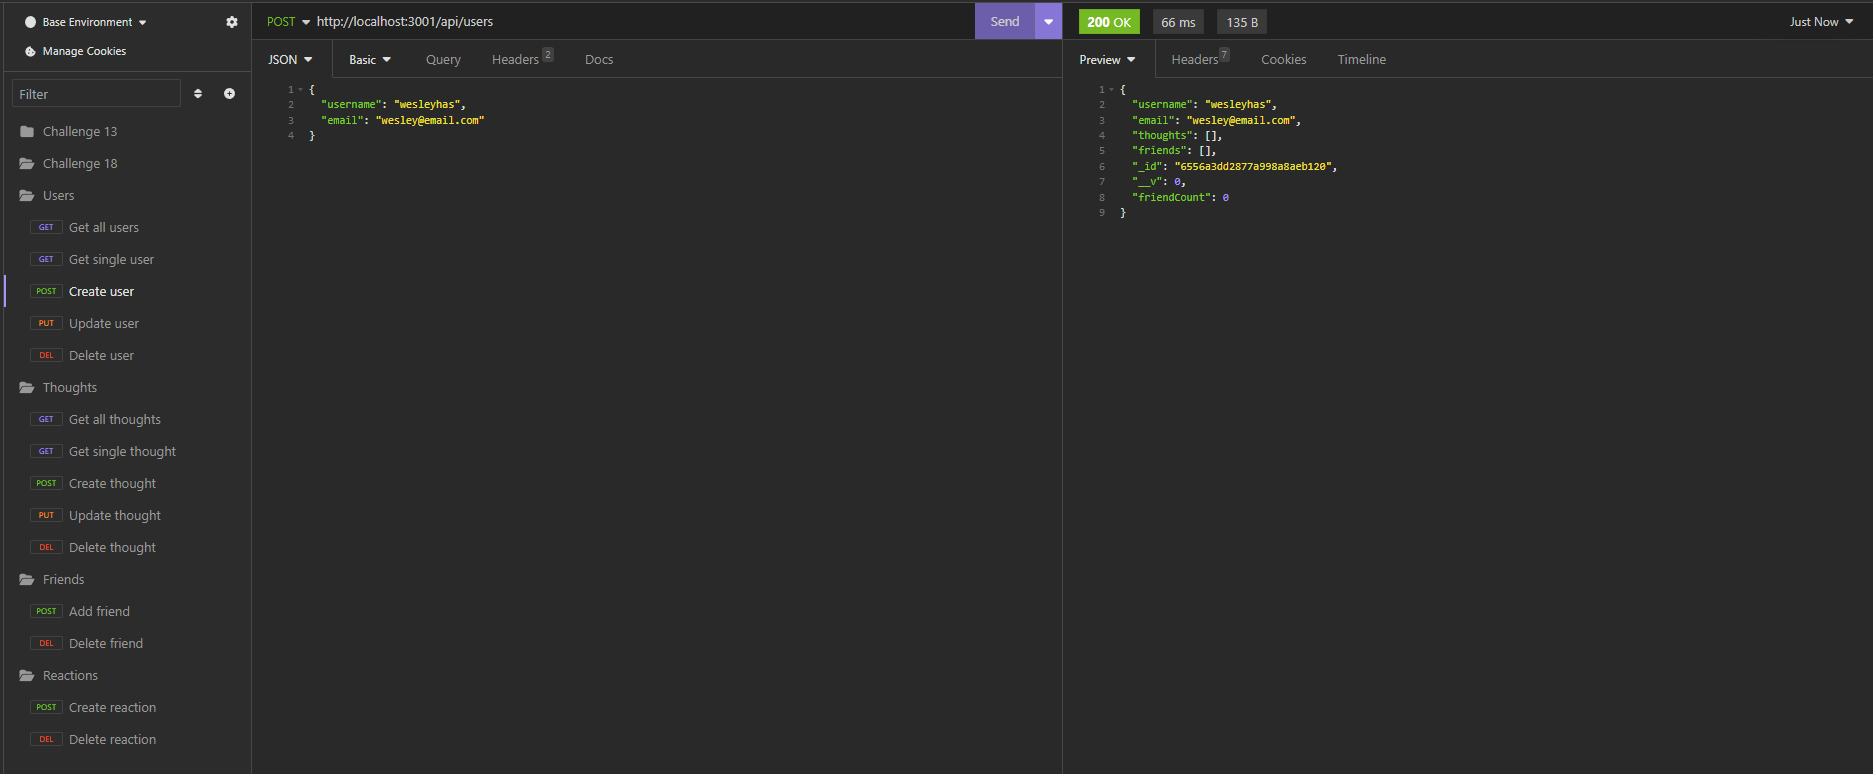 Base Environment
Manage Cookies
Filter
Challenge 13
Challenge 18
Users
GET Get all users
GET Get single user
POST Create user
PUT Update user
DEL Delete user
Thoughts
GET Get all thoughts
GET Get single thought
POST Create thought
PUT Update thought
DEL Delete thought
Friends
POST Add friend
DEL Delete friend
Reactions
POST Create reaction
DEL Delete reaction
POST http://localhost:3001/api/users Send
JSON Basic Query Headers 2 Docs
1 {
2 "username": "wesleyhas",
3 "email": "wesley@email.com"
4 }
200 OK 66 ms 135 B Just Now
Preview Headers 7 Cookies Timeline
1 {
2 "username": "wesleyhas",
3 "email": "wesley@email.com",
4 "thoughts": [],
5 "friends": [],
6 "_id": "6556a3dd2877a998a8aeb120",
7 "__v": 0,
8 "friendCount": 0
9 }